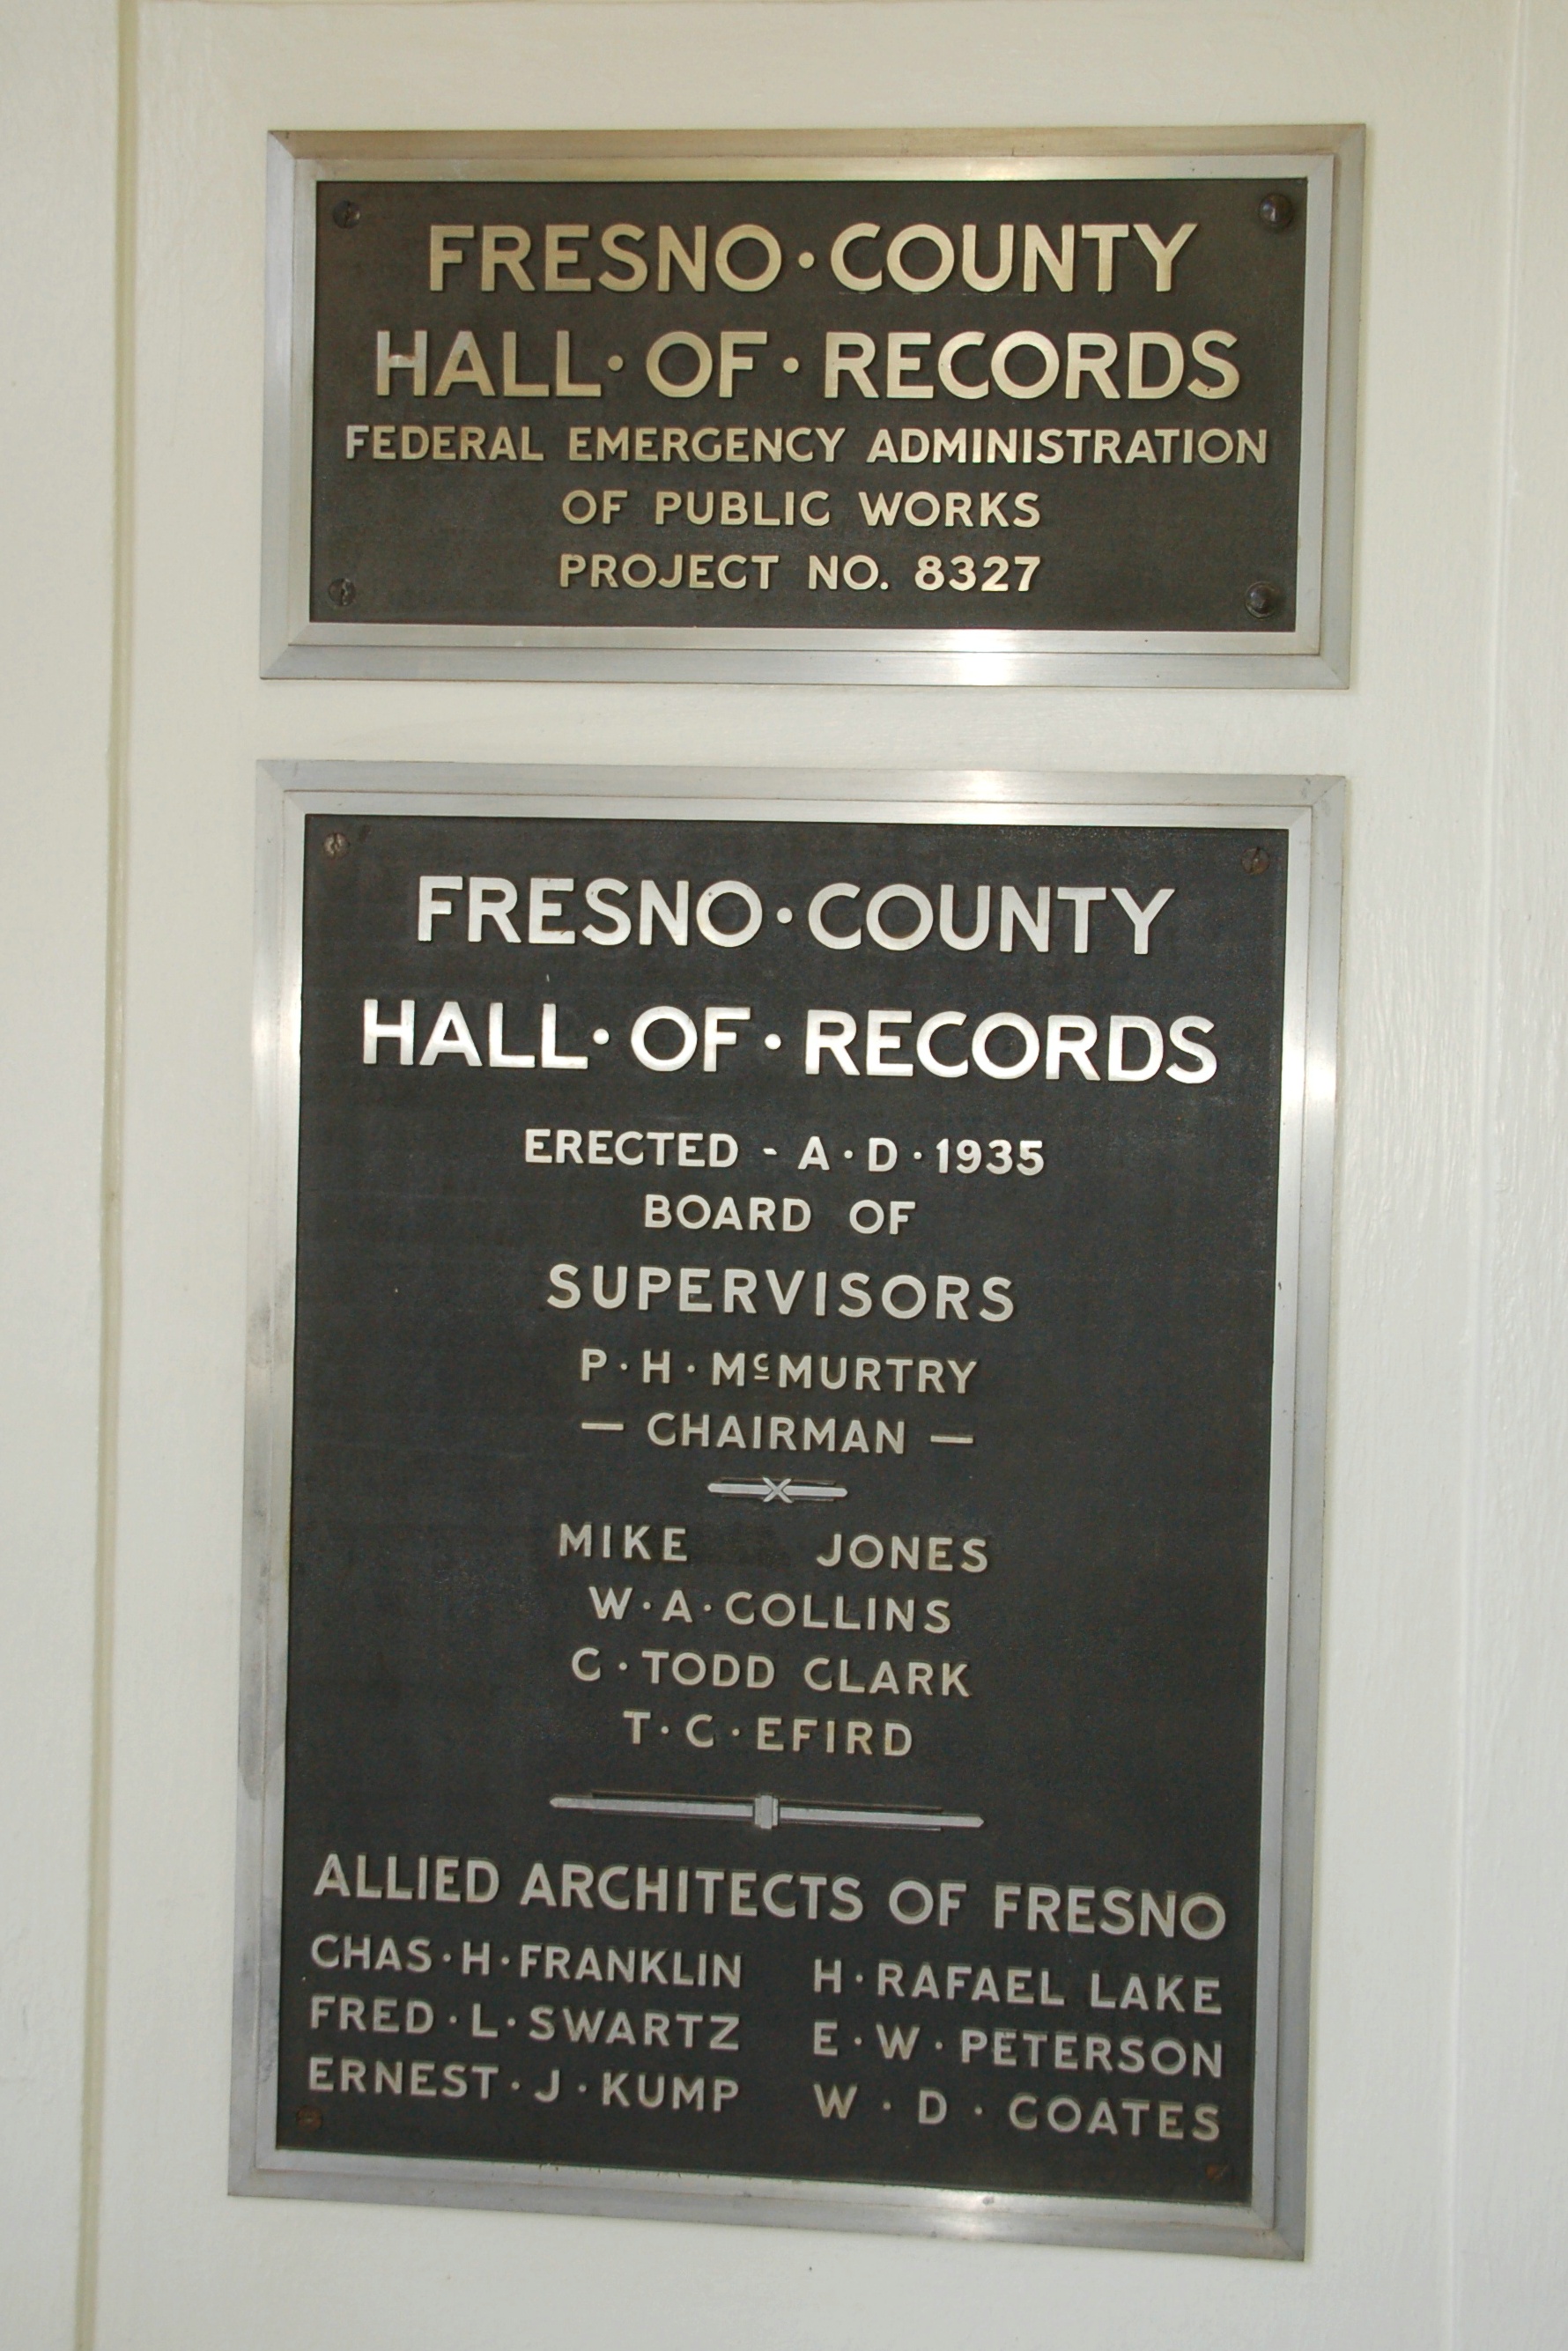 FRESNO·COUNTY
HALL·OF·RECORDS
FEDERAL EMERGENCY ADMINISTRATION
OF PUBLIC WORKS
PROJECT NO. 8327
FRESNO·COUNTY
HALL·OF·RECORDS
ERECTED - A·D·1935
BOARD OF
SUPERVISORS
P·H·McMURTRY
— CHAIRMAN —
MIKE JONES
W·A·COLLINS
C·TODD CLARK
T·C·EFIRD
ALLIED ARCHITECTS OF FRESNO
CHAS·H·FRANKLIN H·RAFAEL LAKE
FRED·L·SWARTZ E·W·PETERSON
ERNEST·J·KUMP W·D·COATES